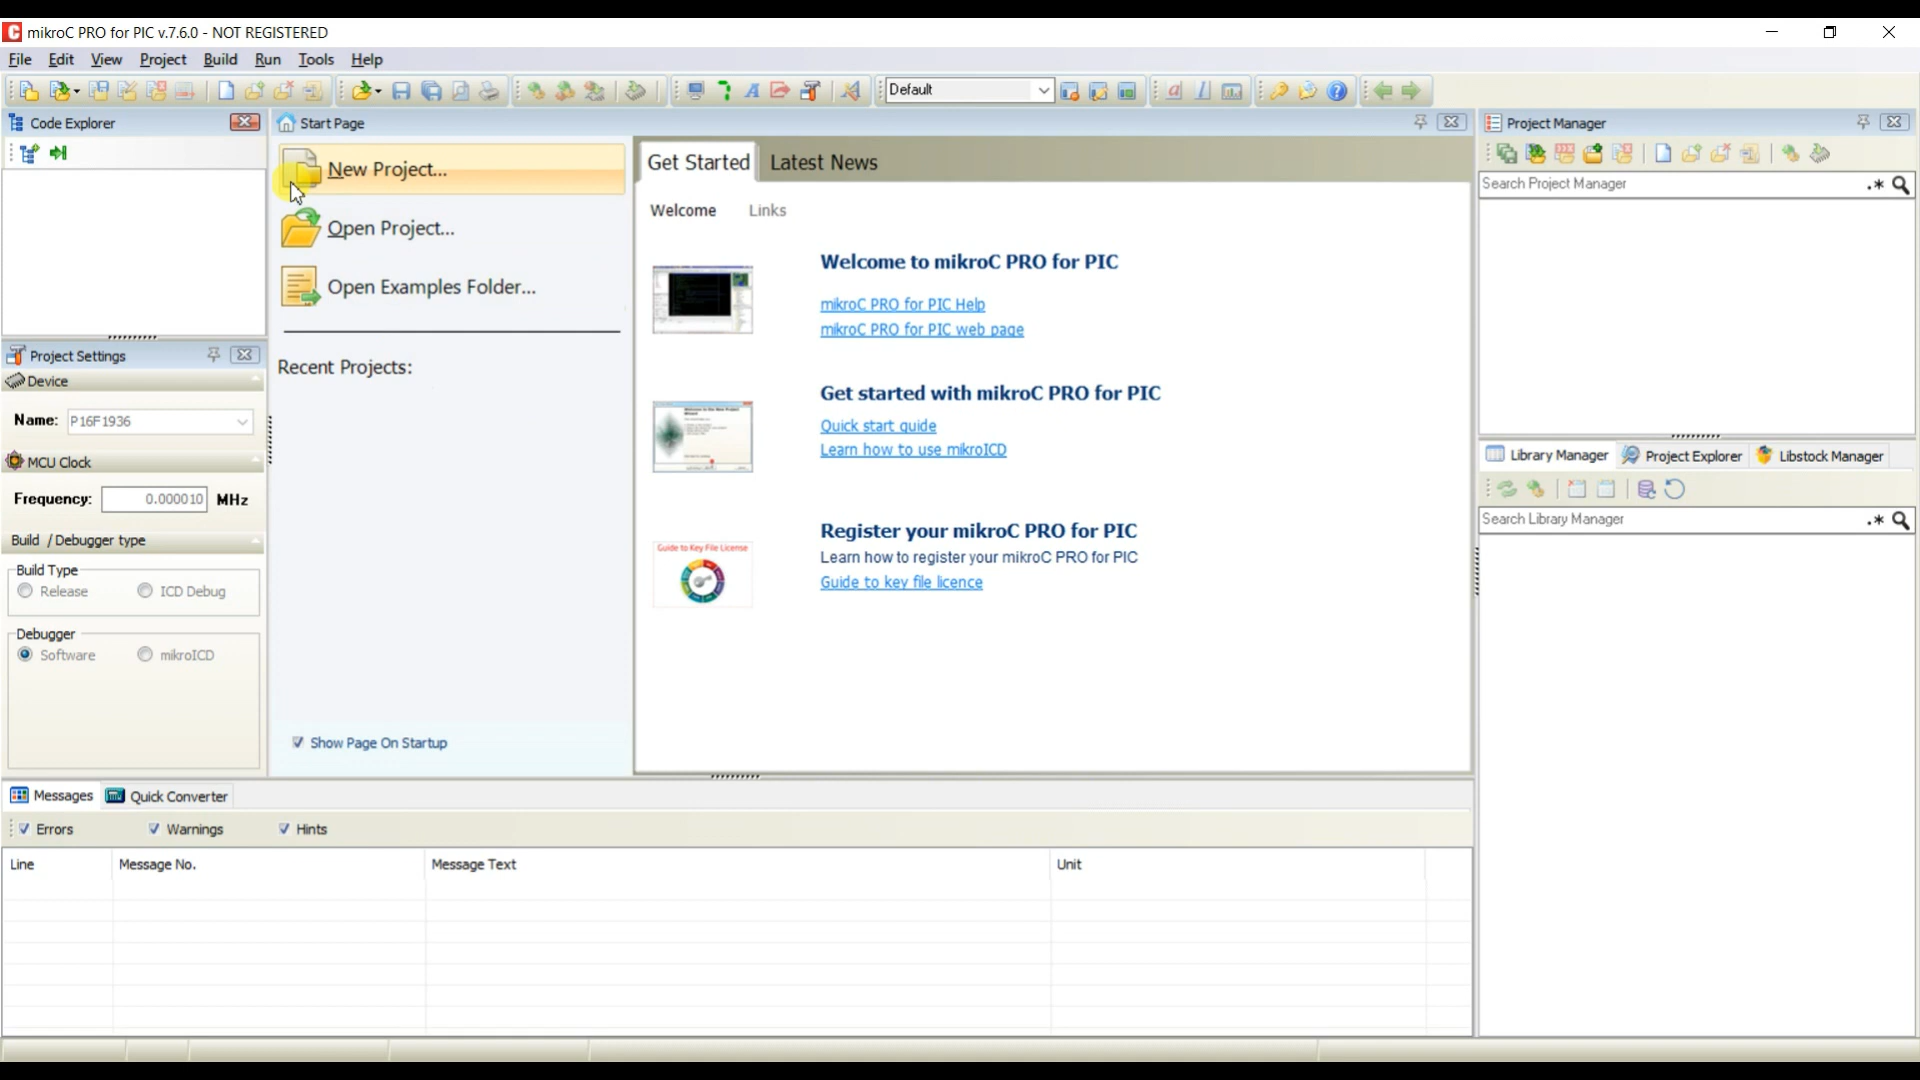 mikroC PRO for PIC v.7.6.0 - NOT REGISTERED
File Edit View Project Build Run Tools Help
Default
Code Explorer
Start Page
Project Manager
New Project...
Open Project...
Open Examples Folder...
Recent Projects:
Show Page On Startup
Get Started Latest News
Welcome Links
Welcome to mikroC PRO for PIC
mikroC PRO for PIC Help
mikroC PRO for PIC web page
Get started with mikroC PRO for PIC
Quick start guide
Learn how to use mikroICD
Guide to Key File License
Register your mikroC PRO for PIC
Learn how to register your mikroC PRO for PIC
Guide to key file licence
Search Project Manager .*
Library Manager Project Explorer Libstock Manager
Search Library Manager .*
Project Settings
Device
Name: P16F1936
MCU Clock
Frequency: 0.000010 MHz
Build / Debugger type
Build Type
Release ICD Debug
Debugger
Software mikroICD
Messages Quick Converter
Errors Warnings Hints
Line Message No. Message Text Unit